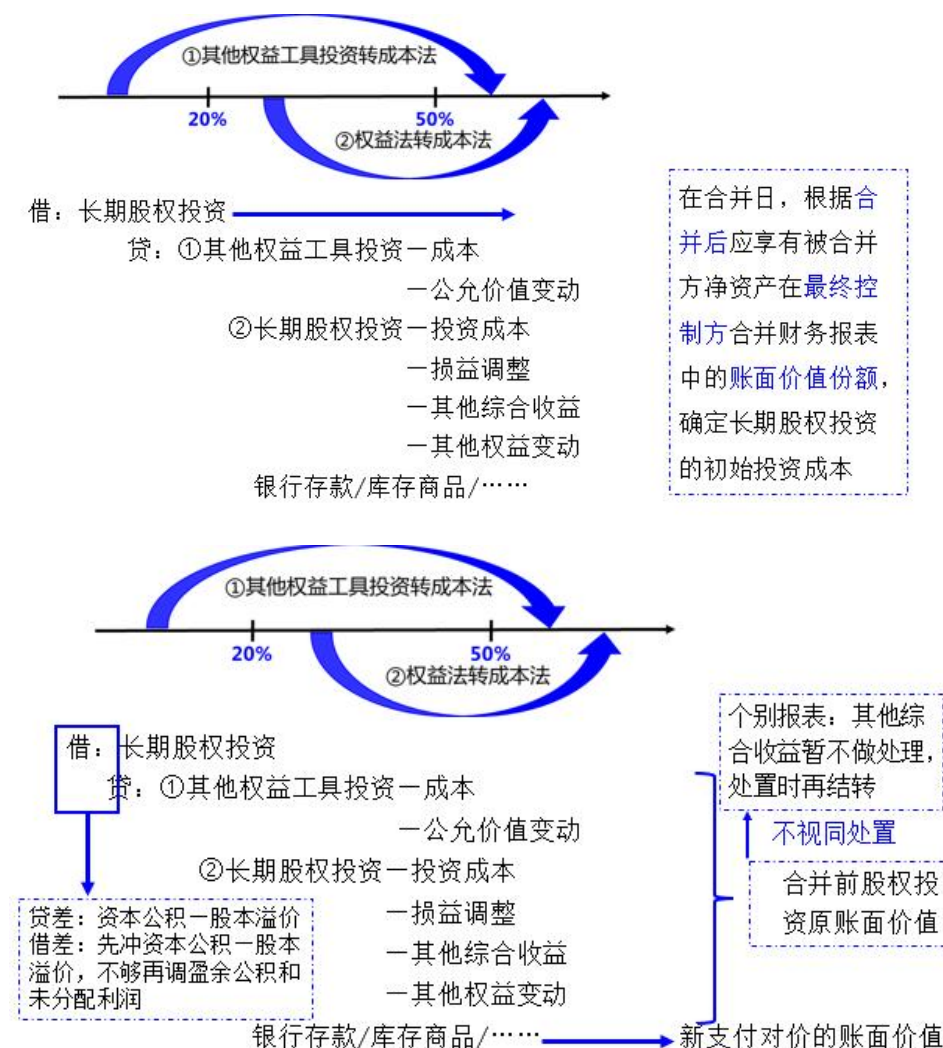 ①其他权益工具投资转成本法
20%
50%
②权益法转成本法
借：长期股权投资
贷：①其他权益工具投资—成本
—公允价值变动
②长期股权投资—投资成本
—损益调整
—其他综合收益
—其他权益变动
银行存款/库存商品/……
在合并日，根据合
并后应享有被合并
方净资产在最终控
制方合并财务报表
中的账面价值份额，
确定长期股权投资
的初始投资成本
①其他权益工具投资转成本法
20%
50%
②权益法转成本法
借：长期股权投资
贷：①其他权益工具投资—成本
—公允价值变动
②长期股权投资—投资成本
—损益调整
—其他综合收益
—其他权益变动
银行存款/库存商品/……
新支付对价的账面价值
贷差：资本公积—股本溢价
借差：先冲资本公积—股本
溢价，不够再调盈余公积和
未分配利润
个别报表：其他综
合收益暂不做处理，
处置时再结转
不视同处置
合并前股权投
资原账面价值